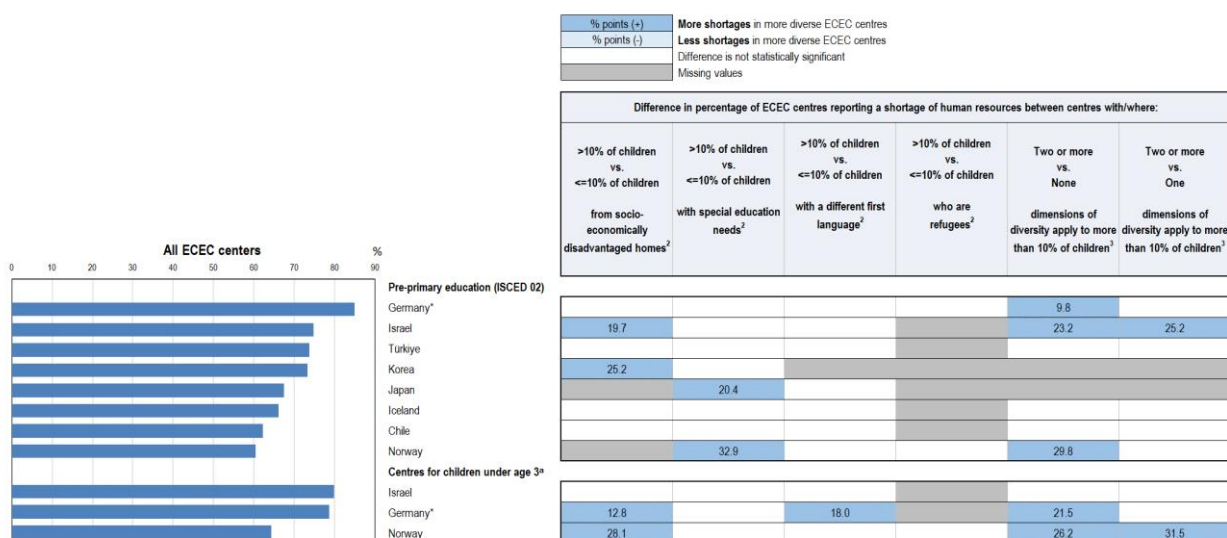 % points (+) More shortages in more diverse ECEC centres
% points (-) Less shortages in more diverse ECEC centres
Difference is not statistically significant
Missing values
Difference in percentage of ECEC centres reporting a shortage of human resources between centres with/where:
>10% of children vs. <=10% of children from socio-economically disadvantaged homes2
>10% of children vs. <=10% of children with special education needs2
>10% of children vs. <=10% of children with a different first language2
>10% of children vs. <=10% of children who are refugees2
Two or more vs. None dimensions of diversity apply to more than 10% of children3
Two or more vs. One dimensions of diversity apply to more than 10% of children3
All ECEC centers %
0 10 20 30 40 50 60 70 80 90
Pre-primary education (ISCED 02)
Germany* 9.8
Israel 19.7 23.2 25.2
Türkiye
Korea 25.2
Japan 20.4
Iceland
Chile
Norway 32.9 29.8
Centres for children under age 3ª
Israel
Germany* 12.8 18.0 21.5
Norway 28.1 26.2 31.5